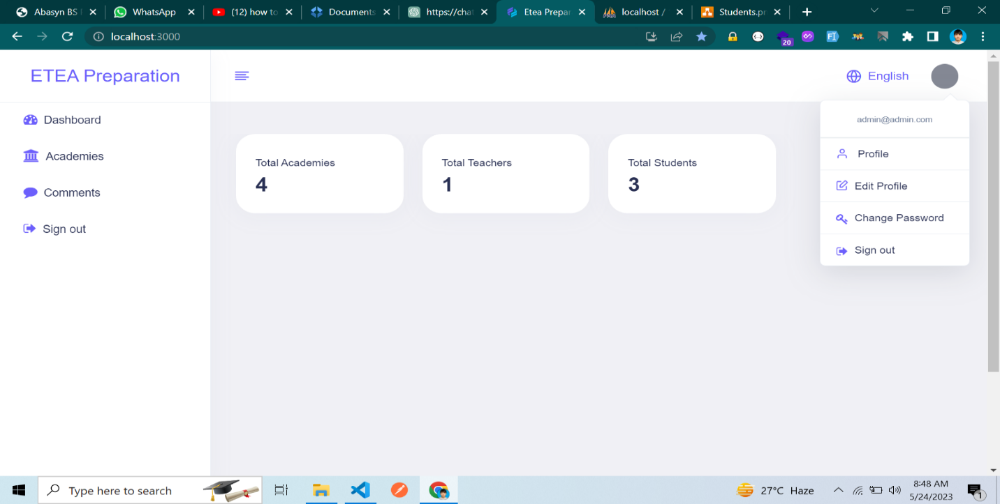 Abasyn BS
WhatsApp
(12) how to
Documents
https://chat
Etea Prepar
localhost /
Students.pr
localhost:3000
20
ETEA Preparation
English
admin@admin.com
Dashboard
Academies
Comments
Sign out
Total Academies
4
Total Teachers
1
Total Students
3
Profile
Edit Profile
Change Password
Sign out
Type here to search
27°C Haze
8:48 AM
5/24/2023
1